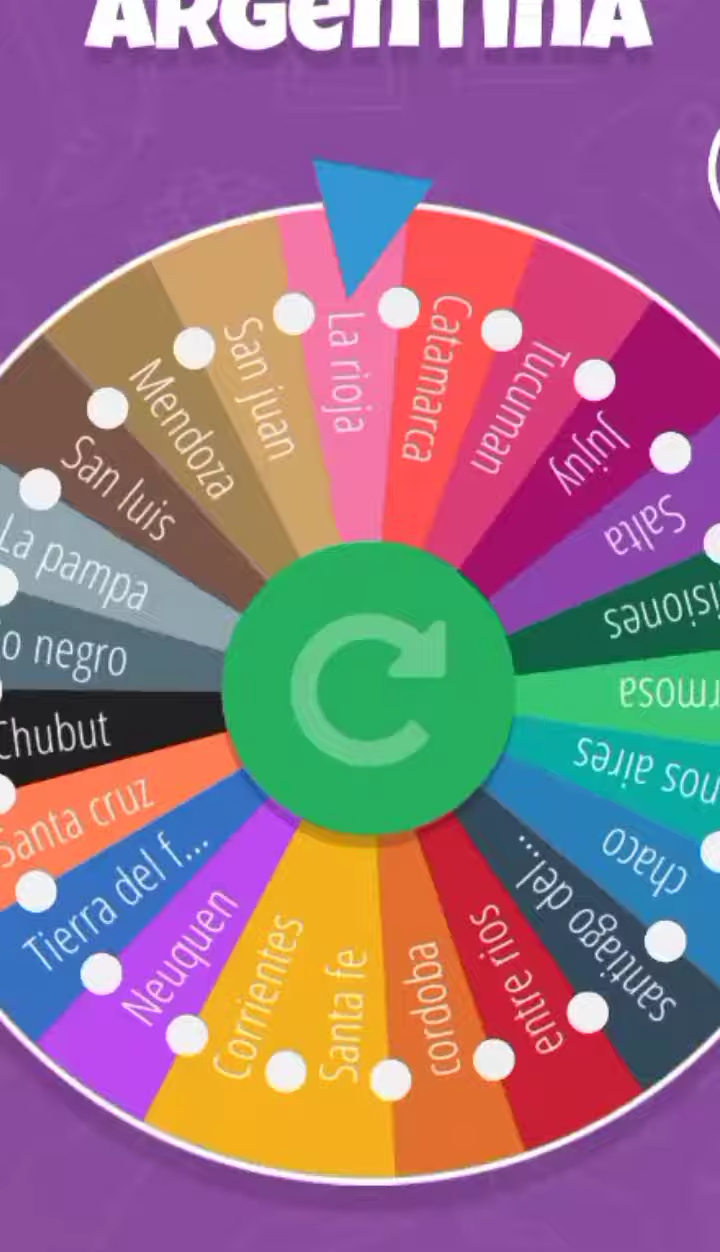 ARGentinA
La rioja
Catamarca
Tucuman
Jujuy
Salta
isiones
rmosa
nos aires
chaco
santiago del...
entre rios
cordoba
Santa fe
Corrientes
Neuquen
Tierra del f...
Santa cruz
Chubut
o negro
La pampa
San luis
Mendoza
San juan